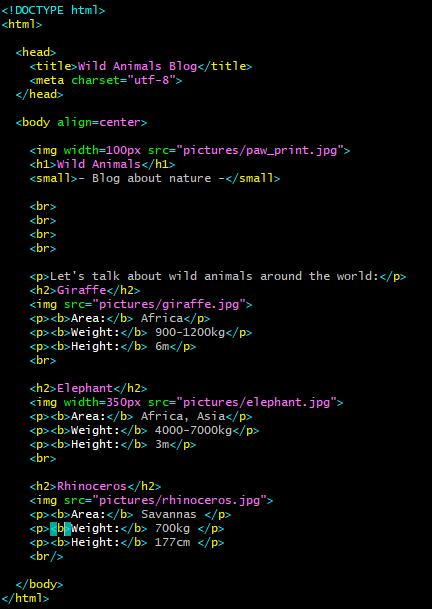 <!DOCTYPE html>
<html>
<head>
<title>Wild Animals Blog</title>
<meta charset="utf-8">
</head>
<body align=center>
<img width=100px src="pictures/paw_print.jpg">
<h1>Wild Animals</h1>
<small>- Blog about nature -</small>
<br>
<br>
<br>
<br>
<p>Let's talk about wild animals around the world:</p>
<h2>Giraffe</h2>
<img src="pictures/giraffe.jpg">
<p><b>Area:</b> Africa</p>
<p><b>Weight:</b> 900-1200kg</p>
<p><b>Height:</b> 6m</p>
<br>
<h2>Elephant</h2>
<img width=350px src="pictures/elephant.jpg">
<p><b>Area:</b> Africa, Asia</p>
<p><b>Weight:</b> 4000-7000kg</p>
<p><b>Height:</b> 3m</p>
<br>
<h2>Rhinoceros</h2>
<img src="pictures/rhinoceros.jpg">
<p><b>Area:</b> Savannas </p>
<p><b>Weight:</b> 700kg </p>
<p><b>Height:</b> 177cm </p>
<br/>
</body>
</html>